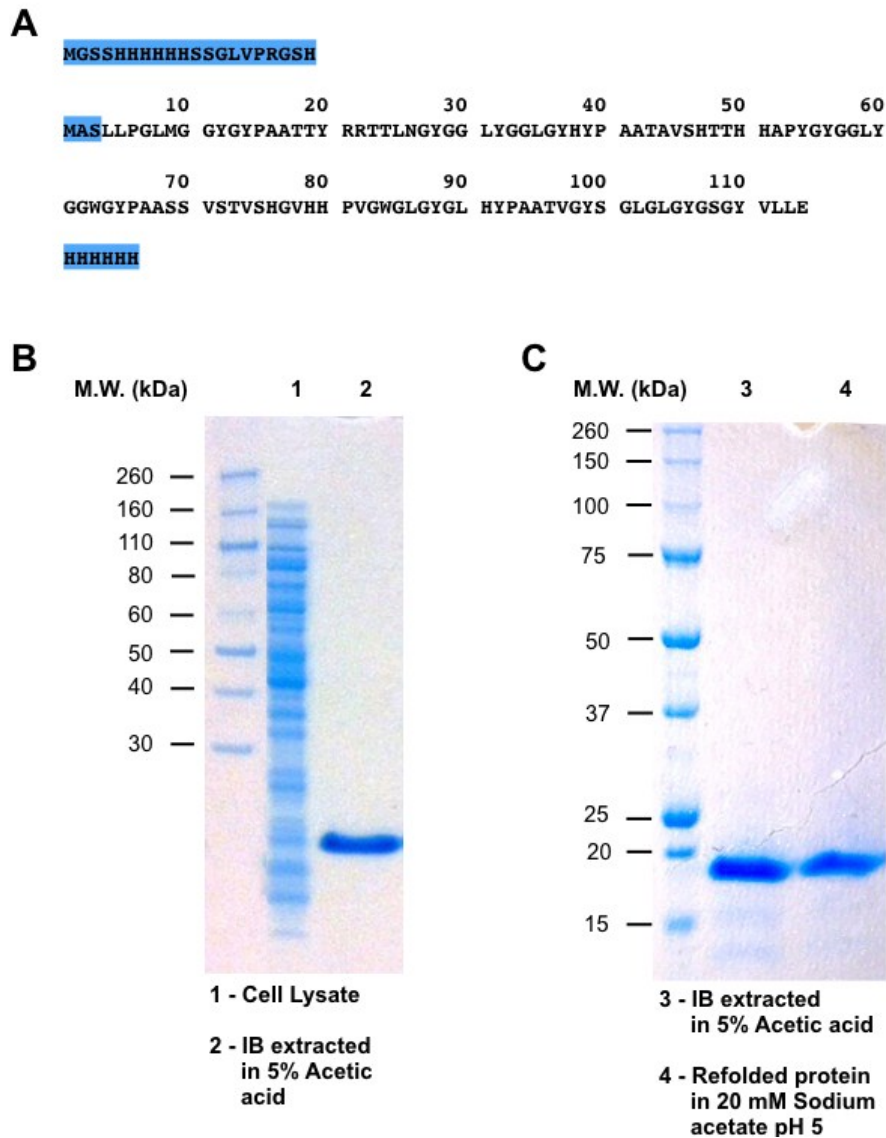 A
MGSSHHHHHHSSGLVPRGSH
10 20 30 40 50 60
MASLLPGLMG GYGYPAATTY RRTTLNGYGG LYGGLGYHYP AATAVSHTTH HAPYGYGGLY
70 80 90 100 110
GGWGYPAASS VSTVSHGVHH PVGWGLGYGL HYPAATVGYS GLGLGYGSGY VLLE
HHHHHH
B
M.W. (kDa) 1 2
260
160
110
80
60
50
40
30
1 - Cell Lysate
2 - IB extracted
in 5% Acetic
acid
C
M.W. (kDa) 3 4
260
150
100
75
50
37
25
20
15
3 - IB extracted
in 5% Acetic acid
4 - Refolded protein
in 20 mM Sodium
acetate pH 5